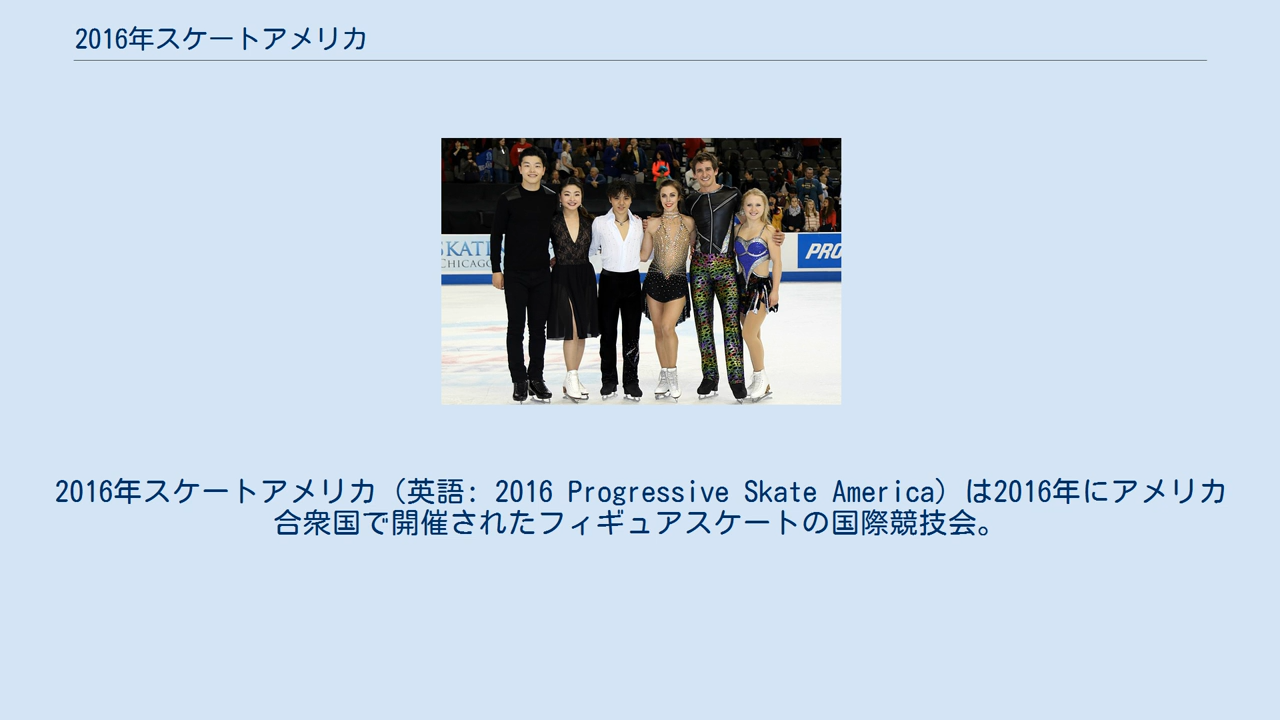 2016年スケートアメリカ
SKAT
CHICAGO
PRO
2016年スケートアメリカ（英語: 2016 Progressive Skate America）は2016年にアメリカ
合衆国で開催されたフィギュアスケートの国際競技会。